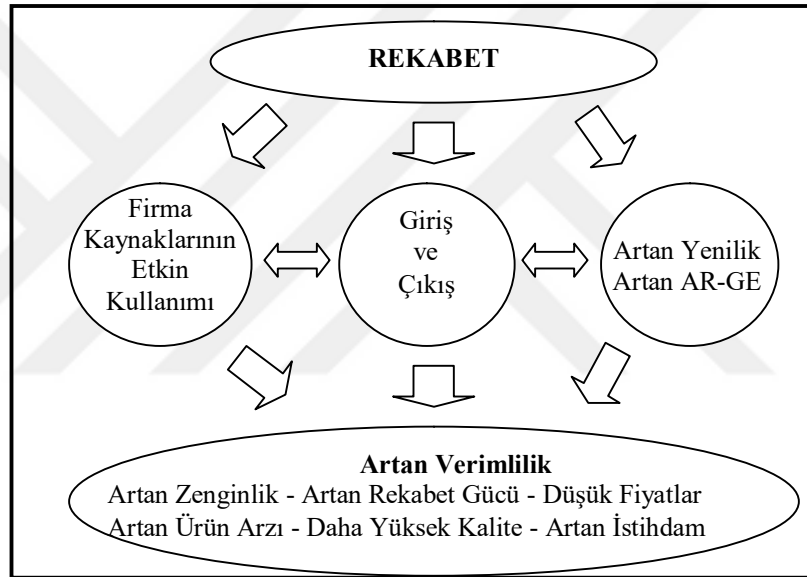 REKABET
Firma
Kaynaklarının
Etkin
Kullanımı
Giriş
ve
Çıkış
Artan Yenilik
Artan AR-GE
Artan Verimlilik
Artan Zenginlik - Artan Rekabet Gücü - Düşük Fiyatlar
Artan Ürün Arzı - Daha Yüksek Kalite - Artan İstihdam